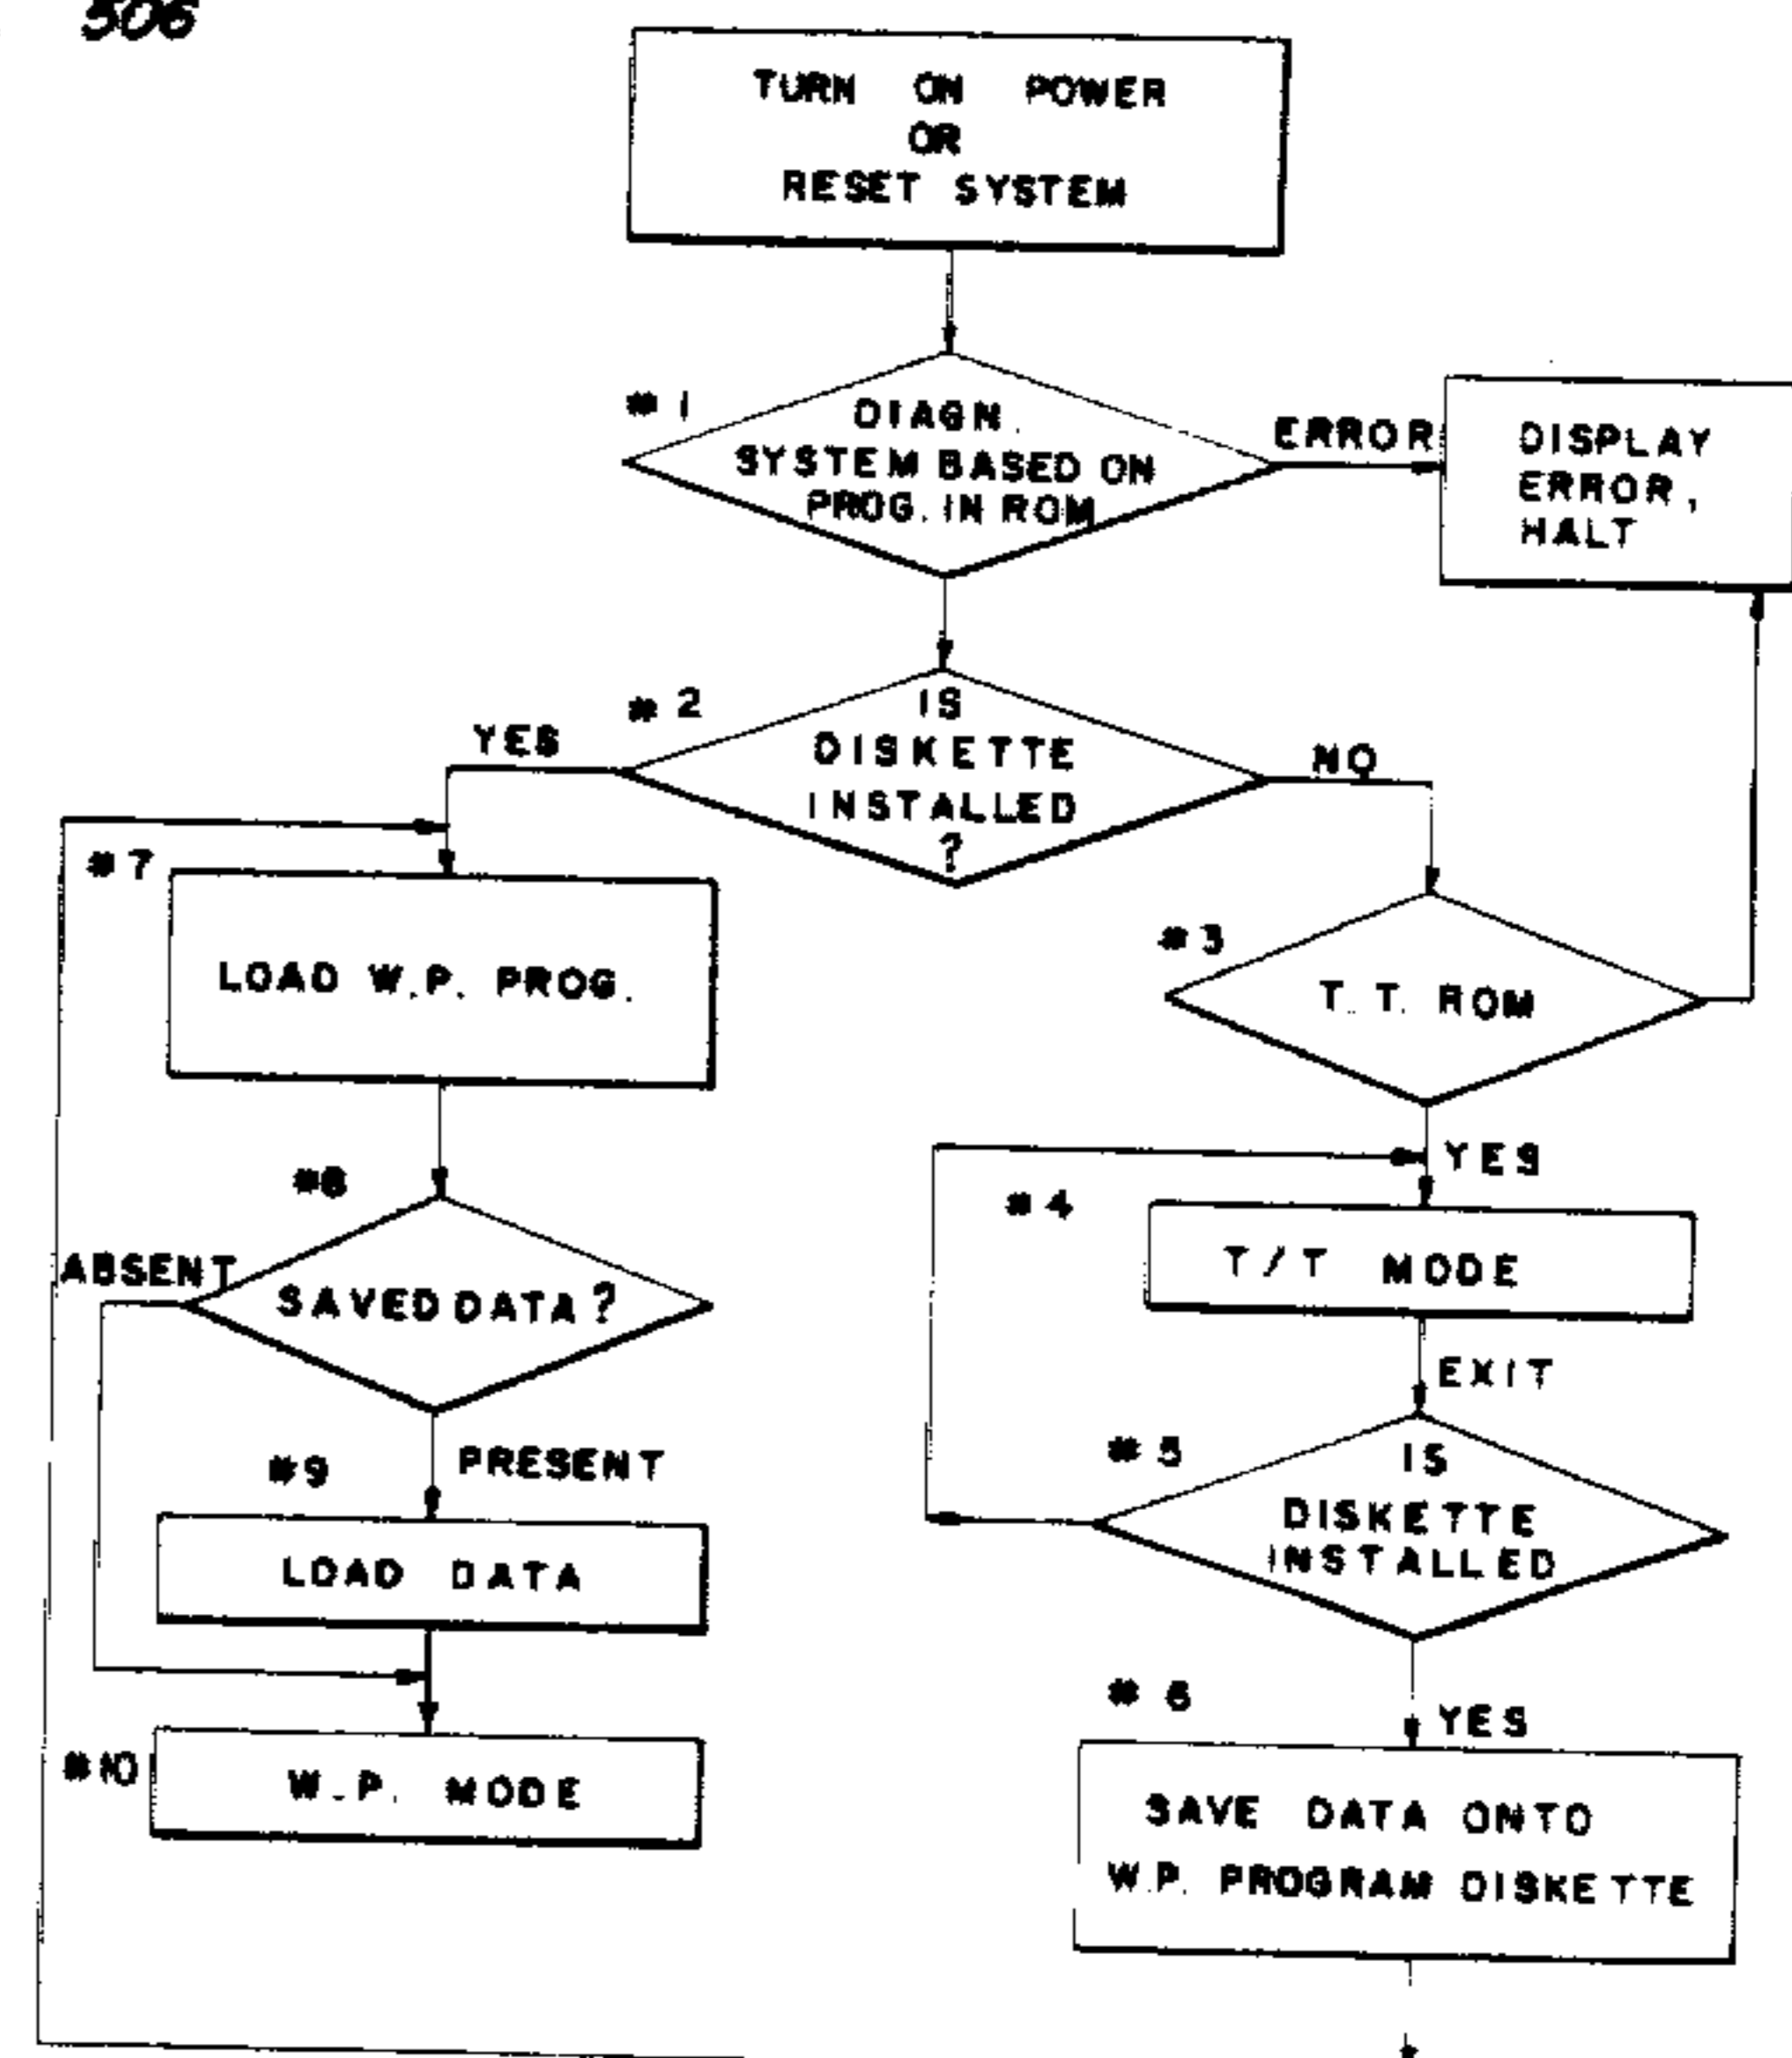 506
TURN ON POWER
OR
RESET SYSTEM
#1
DIAGN.
SYSTEM BASED ON
PROG. IN ROM
ERROR
DISPLAY
ERROR,
HALT
#2
IS
DISKETTE
INSTALLED
?
YES
NO
#7
LOAD W.P. PROG.
#3
T.T. ROM
YES
#4
T/T MODE
EXIT
#8
ABSENT
SAVED DATA?
#5
IS
DISKETTE
INSTALLED
#9
PRESENT
LOAD DATA
#6
YES
#10
W.P. MODE
SAVE DATA ONTO
W.P. PROGRAM DISKETTE